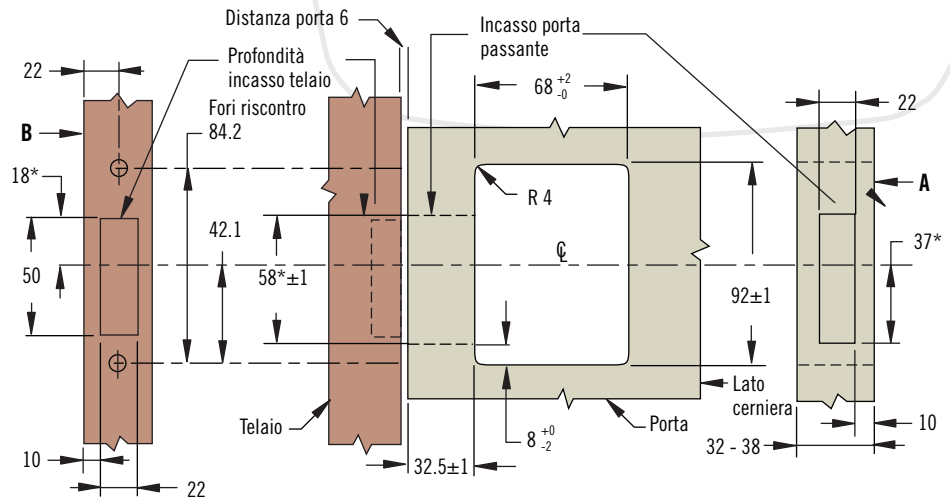 Distanza porta 6
Incasso porta
passante
Profondità
incasso telaio
22
68 +2 -0
22
Fori riscontro
B
84.2
A
18*
R 4
42.1
37*
50
58*±1
℄
92±1
Lato
cerniera
Telaio
Porta
10
8 +0 -2
10
32.5±1
32 - 38
22